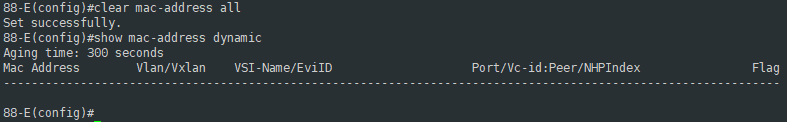 88-E(config)#clear mac-address all
Set successfully.
88-E(config)#show mac-address dynamic
Aging time: 300 seconds
Mac Address        Vlan/Vxlan    VSI-Name/EviID                    Port/Vc-id:Peer/NHPIndex                Flag
---------------------------------------------------------------------------------------------------------------
88-E(config)#_